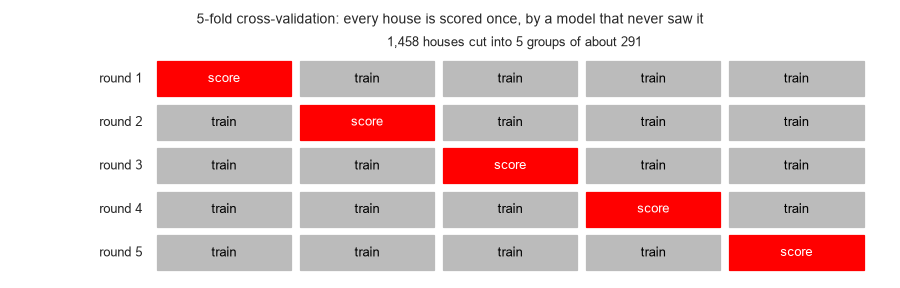 5-fold cross-validation: every house is scored once, by a model that never saw it
1,458 houses cut into 5 groups of about 291
round 1 score train train train train
round 2 train score train train train
round 3 train train score train train
round 4 train train train score train
round 5 train train train train score